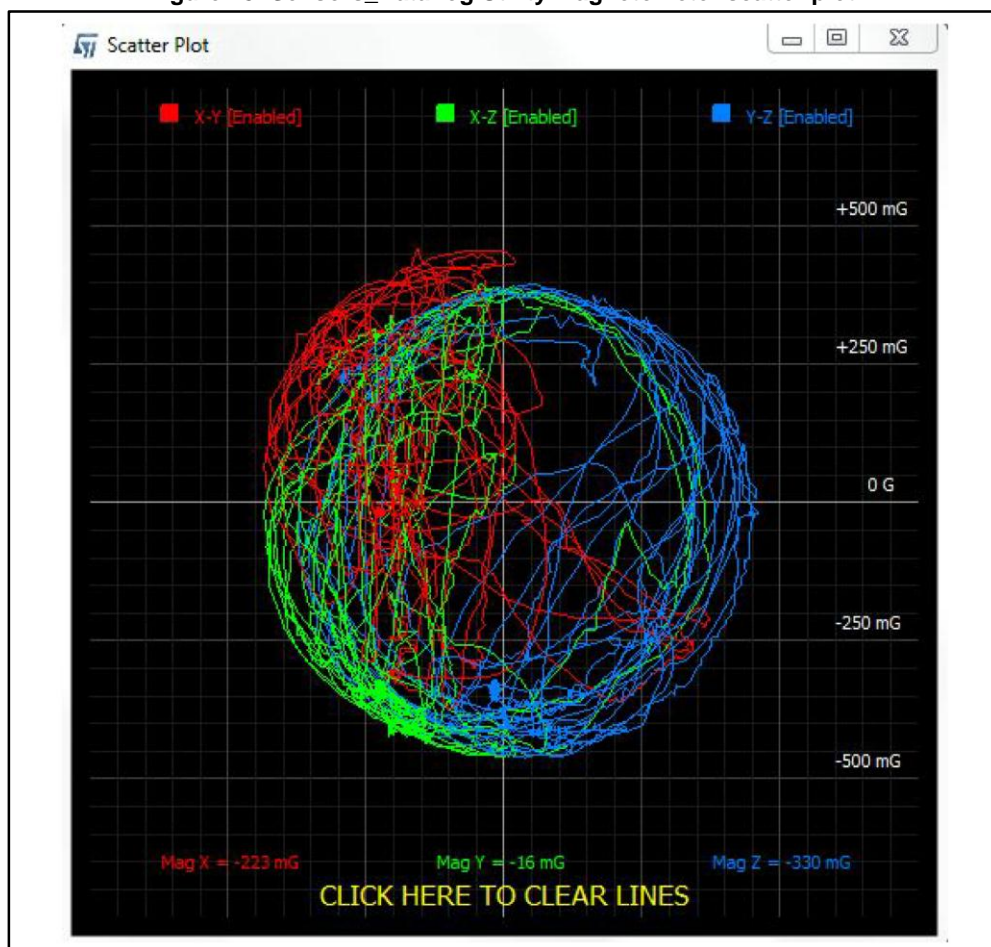 Scatter Plot
X-Y [Enabled] X-Z [Enabled] Y-Z [Enabled]
+500 mG
+250 mG
0 G
-250 mG
-500 mG
Mag X = -223 mG Mag Y = -16 mG Mag Z = -330 mG
CLICK HERE TO CLEAR LINES